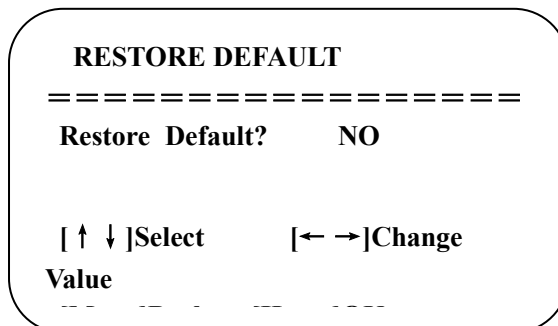 RESTORE DEFAULT
=================
Restore Default? NO
[ ↑ ↓ ]Select [← →]Change
Value